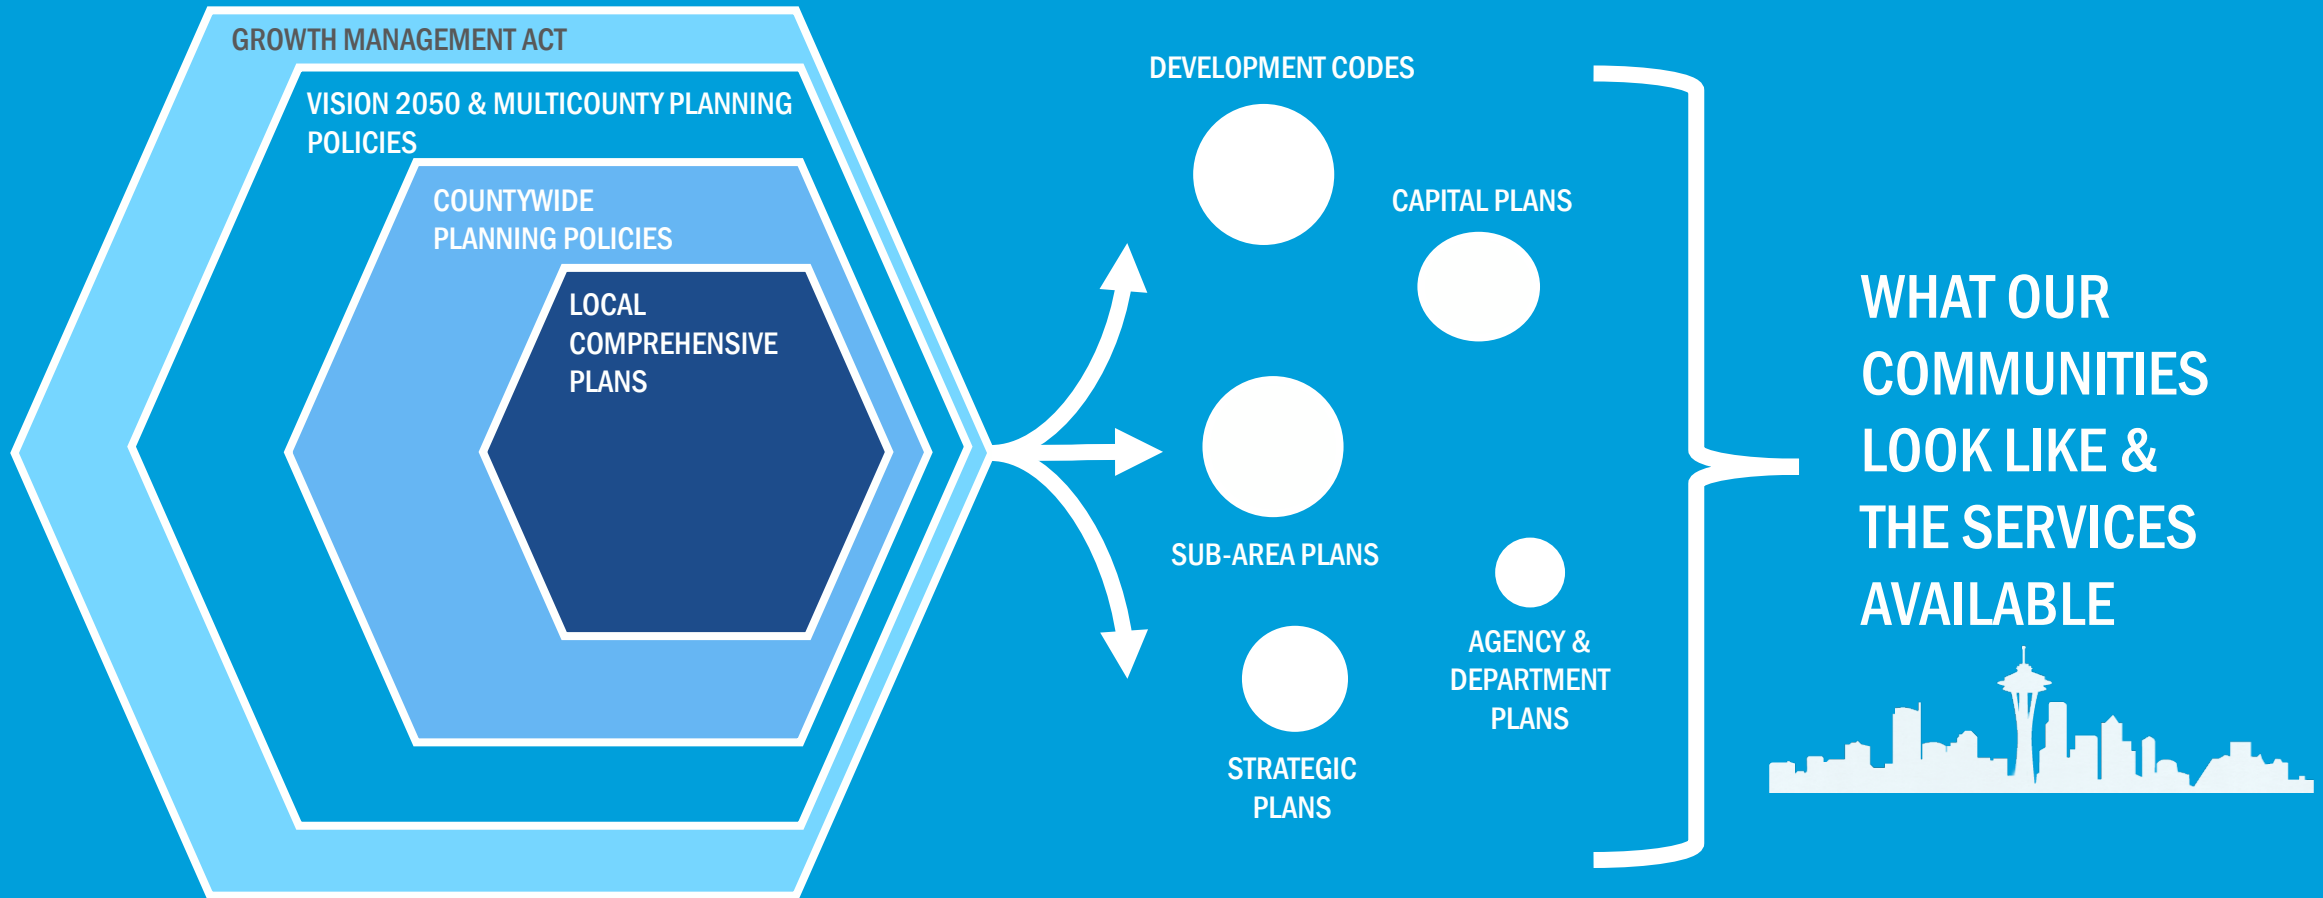 GROWTH MANAGEMENT ACT
VISION 2050 & MULTICOUNTY PLANNING
POLICIES
COUNTYWIDE
PLANNING POLICIES
LOCAL
COMPREHENSIVE
PLANS
DEVELOPMENT CODES
CAPITAL PLANS
SUB-AREA PLANS
AGENCY &
DEPARTMENT
PLANS
STRATEGIC
PLANS
WHAT OUR
COMMUNITIES
LOOK LIKE &
THE SERVICES
AVAILABLE